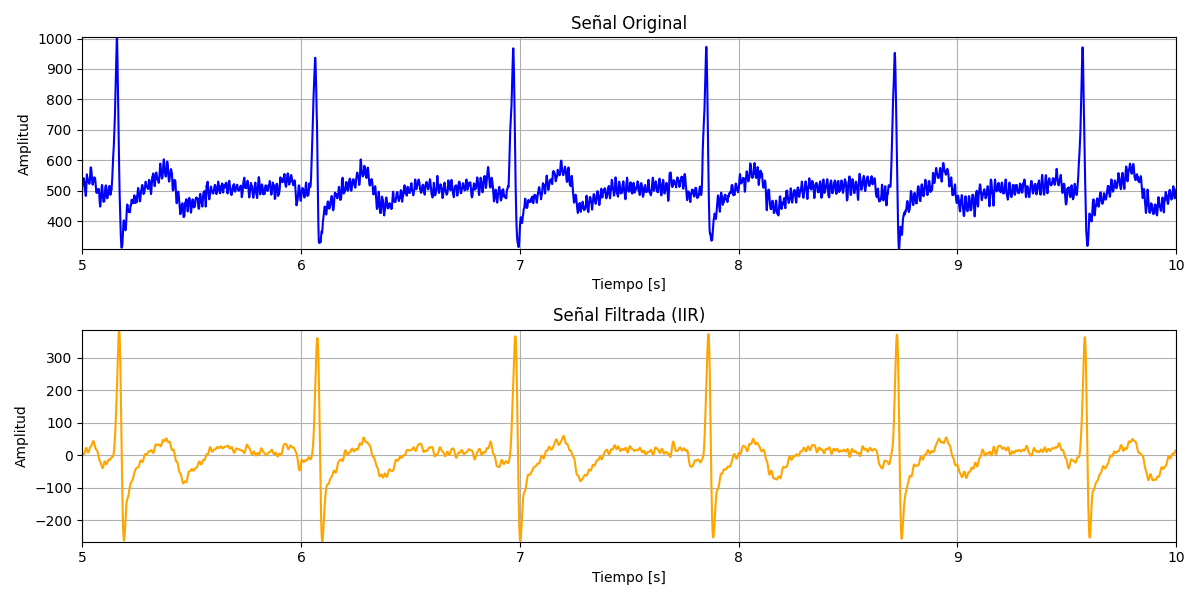 Señal Original
1000
900
800
700
600
500
400
Amplitud
5 6 7 8 9 10
Tiempo [s]
Señal Filtrada (IIR)
300
200
100
0
−100
−200
Amplitud
5 6 7 8 9 10
Tiempo [s]